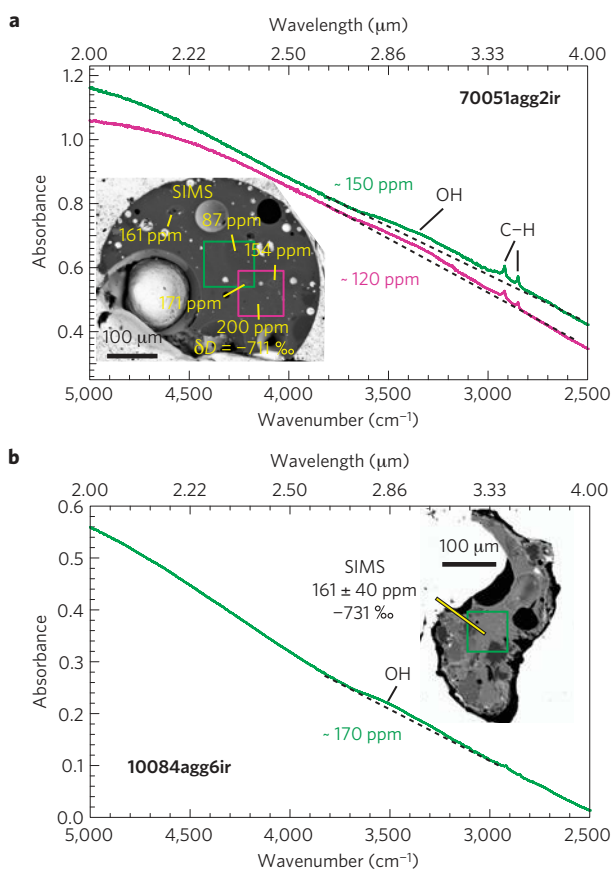 a
Wavelength (μm)
2.00 2.22 2.50 2.86 3.33 4.00
70051agg2ir
1.2
1.0
0.8
0.6
0.4
Absorbance
~ 150 ppm
OH
C–H
~ 120 ppm
SIMS
87 ppm
161 ppm
154 ppm
171 ppm
200 ppm
δD = −711 ‰
100 μm
5,000 4,500 4,000 3,500 3,000 2,500
Wavenumber (cm⁻¹)
b
Wavelength (μm)
2.00 2.22 2.50 2.86 3.33 4.00
0.6
0.5
0.4
0.3
0.2
0.1
0.0
Absorbance
100 μm
SIMS
161 ± 40 ppm
−731 ‰
OH
~ 170 ppm
10084agg6ir
5,000 4,500 4,000 3,500 3,000 2,500
Wavenumber (cm⁻¹)